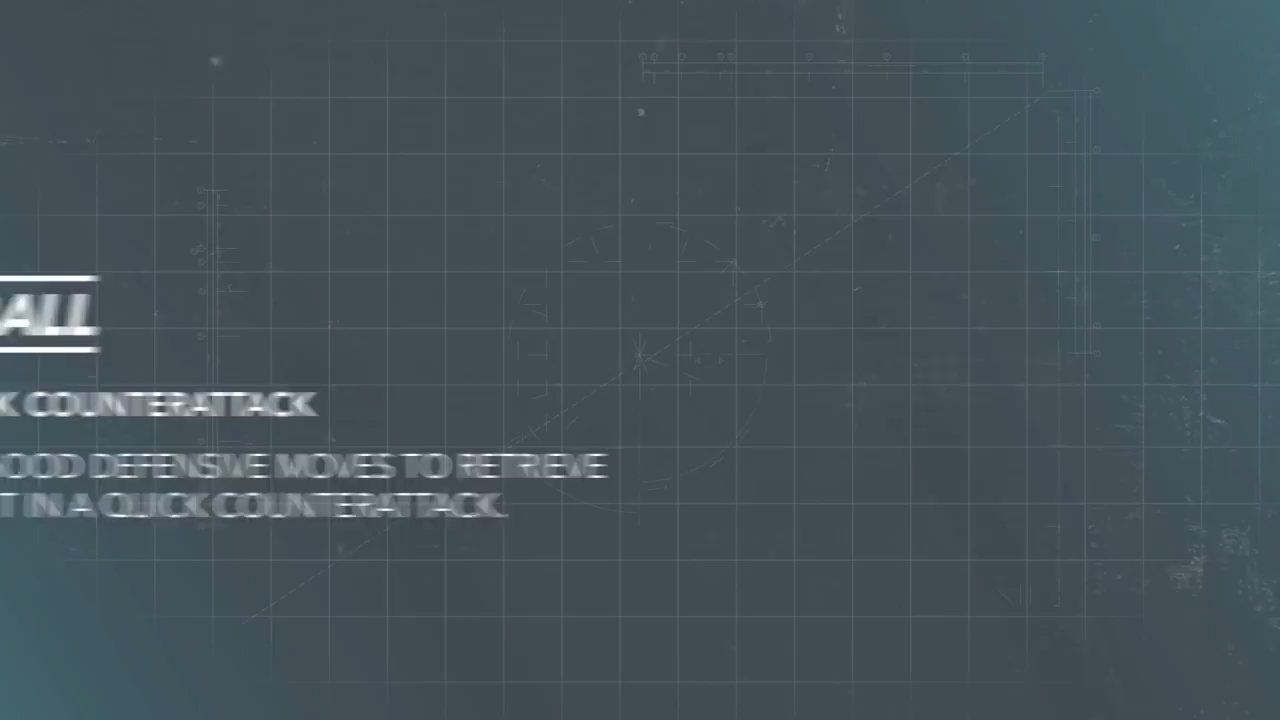 ALL
COUNTERATTACK
GOOD DEFENSIVE MOVES TO RETRIEVE
IN A QUICK COUNTERATTACK.